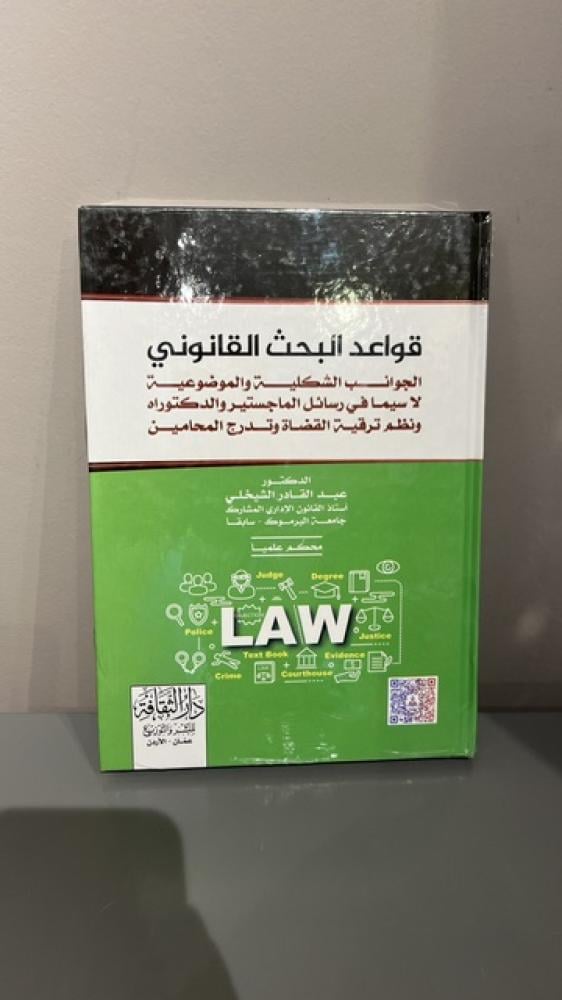 قواعد البحث القانوني
الجوانب الشكلية والموضوعية
لا سيما في رسائل الماجستير والدكتوراه
ونظم ترقية القضاة وتدرج المحامين
الدكتور
عبد القادر الشيخلي
أستاذ القانون الإداري المشارك
جامعة اليرموك - سابقا
محكم علميا
Judge
Degree
OBJECTION
LAW
Police
Justice
Text Book
Evidence
Crime
Courthouse
دار الثقافة
للنشر والتوزيع
عمان - الأردن